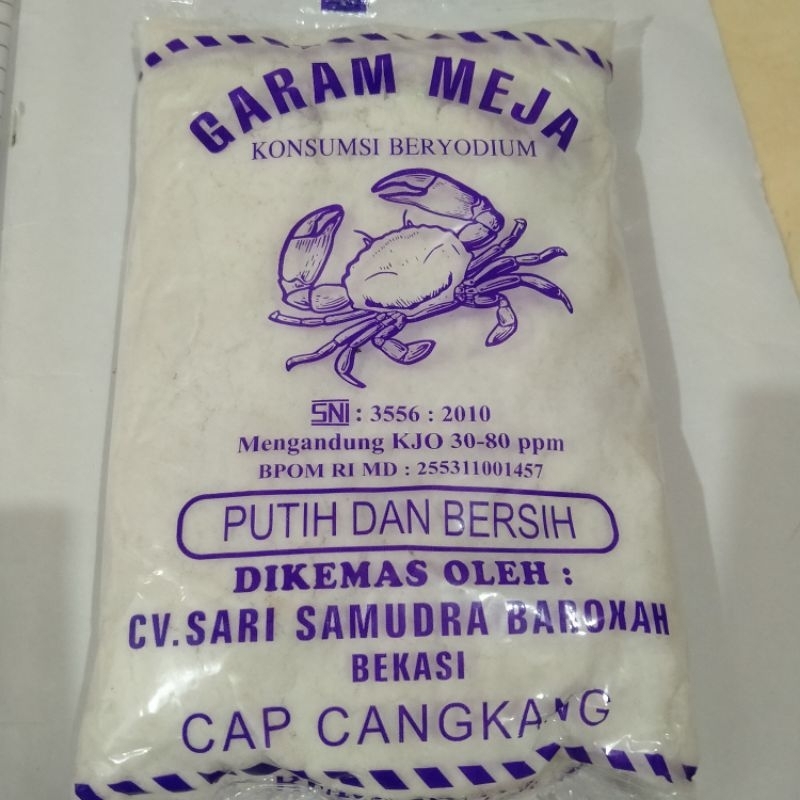 GARAM MEJA
KONSUMSI BERYODIUM
SNI : 3556 : 2010
Mengandung KJO 30-80 ppm
BPOM RI MD : 255311001457
PUTIH DAN BERSIH
DIKEMAS OLEH :
CV.SARI SAMUDRA BAROKAH
BEKASI
CAP CANGKANG